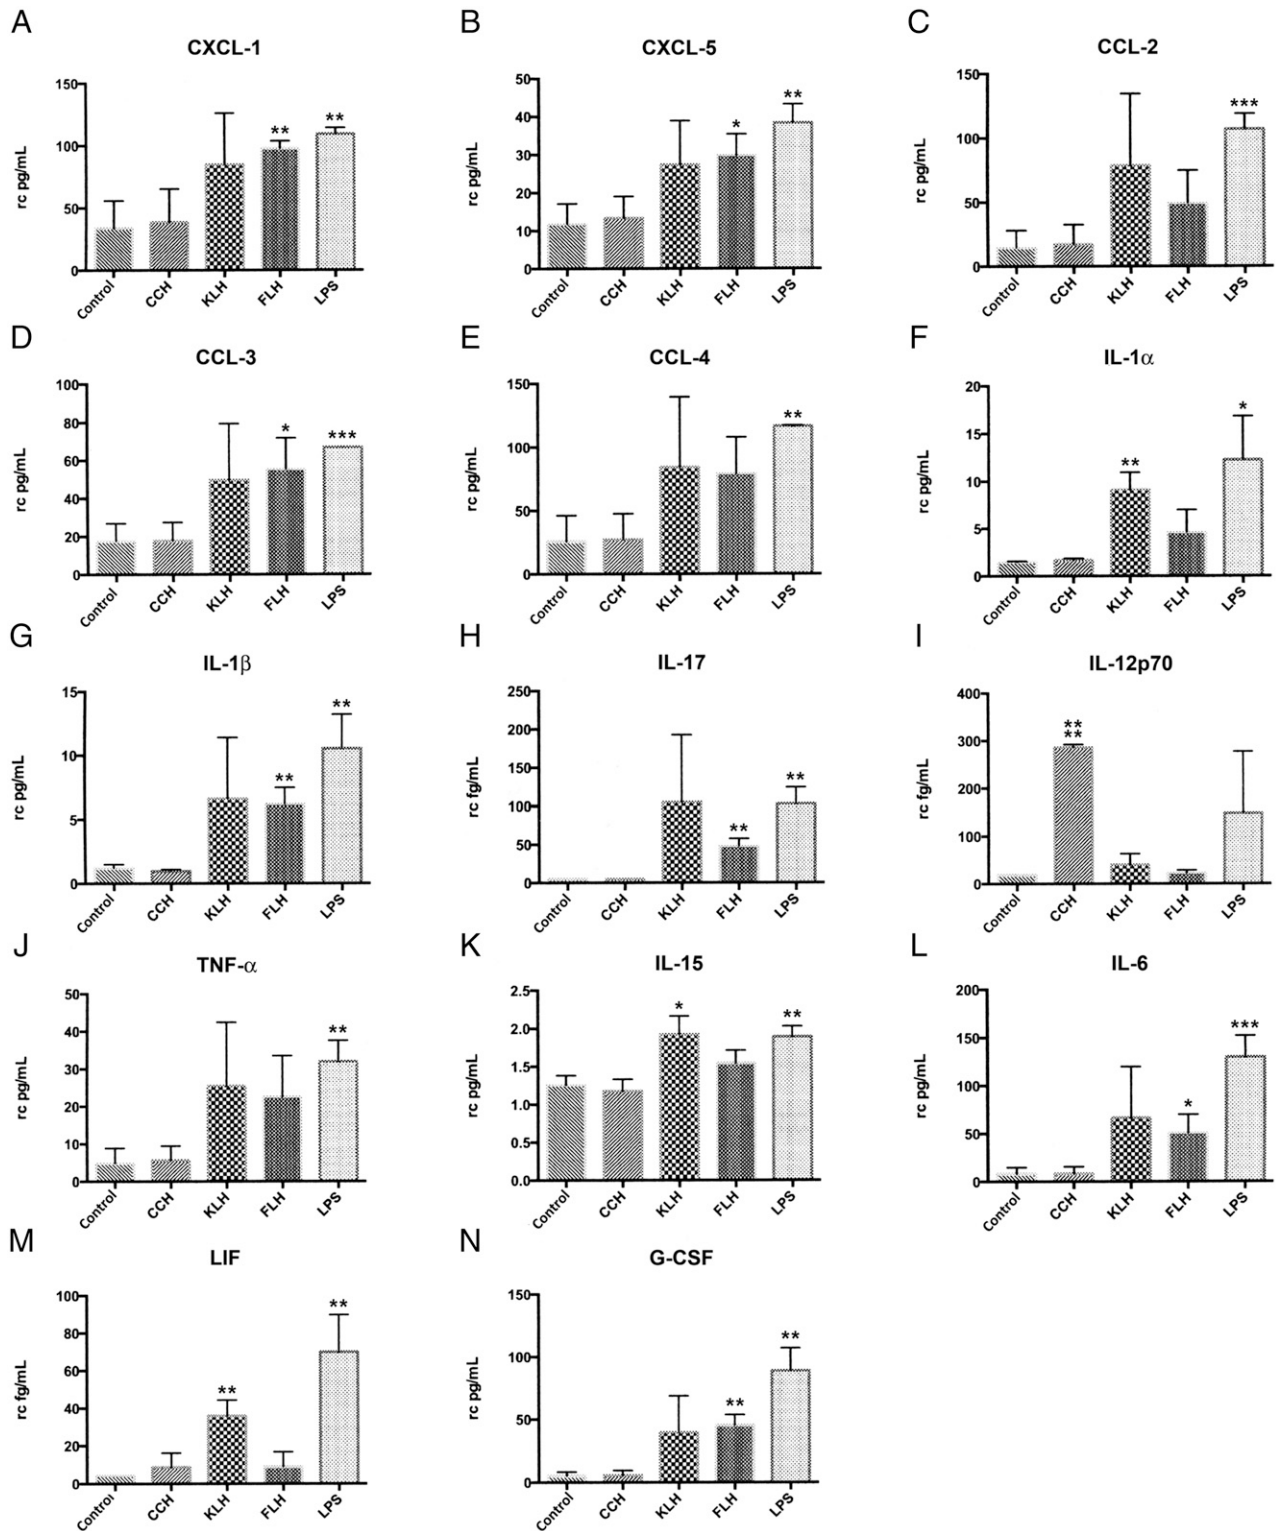 A
CXCL-1
rc pg/mL
150
100
50
0
** **
Control CCH KLH FLH LPS
B
CXCL-5
rc pg/mL
50
40
30
20
10
0
* **
Control CCH KLH FLH LPS
C
CCL-2
rc pg/mL
150
100
50
0
***
Control CCH KLH FLH LPS
D
CCL-3
rc pg/mL
100
80
60
40
20
0
* ***
Control CCH KLH FLH LPS
E
CCL-4
rc pg/mL
150
100
50
0
**
Control CCH KLH FLH LPS
F
IL-1α
rc pg/mL
20
15
10
5
0
** *
Control CCH KLH FLH LPS
G
IL-1β
rc pg/mL
15
10
5
0
** **
Control CCH KLH FLH LPS
H
IL-17
rc fg/mL
250
200
150
100
50
0
** **
Control CCH KLH FLH LPS
I
IL-12p70
rc fg/mL
400
300
200
100
0
**
**
Control CCH KLH FLH LPS
J
TNF-α
rc pg/mL
50
40
30
20
10
0
**
Control CCH KLH FLH LPS
K
IL-15
rc pg/mL
2.5
2.0
1.5
1.0
0.5
0.0
* **
Control CCH KLH FLH LPS
L
IL-6
rc pg/mL
200
150
100
50
0
* ***
Control CCH KLH FLH LPS
M
LIF
rc fg/mL
100
80
60
40
20
0
** **
Control CCH KLH FLH LPS
N
G-CSF
rc pg/mL
150
100
50
0
** **
Control CCH KLH FLH LPS